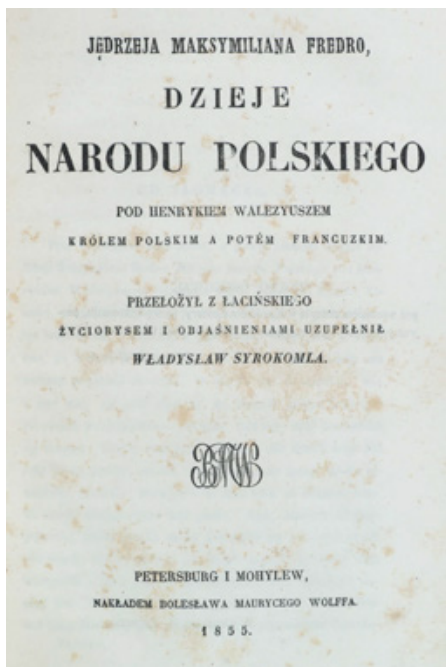 JĘDRZEJA MAKSYMILIANA FREDRO,
DZIEJE
NARODU POLSKIEGO
POD HENRYKIEM WALEZYUSZEM
KRÓLEM POLSKIM A POTÉM FRANCUZKIM.
PRZEŁOŻYŁ Z ŁACIŃSKIEGO
ŻYCIORYSEM I OBJAŚNIENIAMI UZUPEŁNIŁ
WŁADYSŁAW SYROKOMLA.
PETERSBURG I MOHYLEW,
NAKŁADEM BOLESŁAWA MAURYCEGO WOLFFA.
1855.